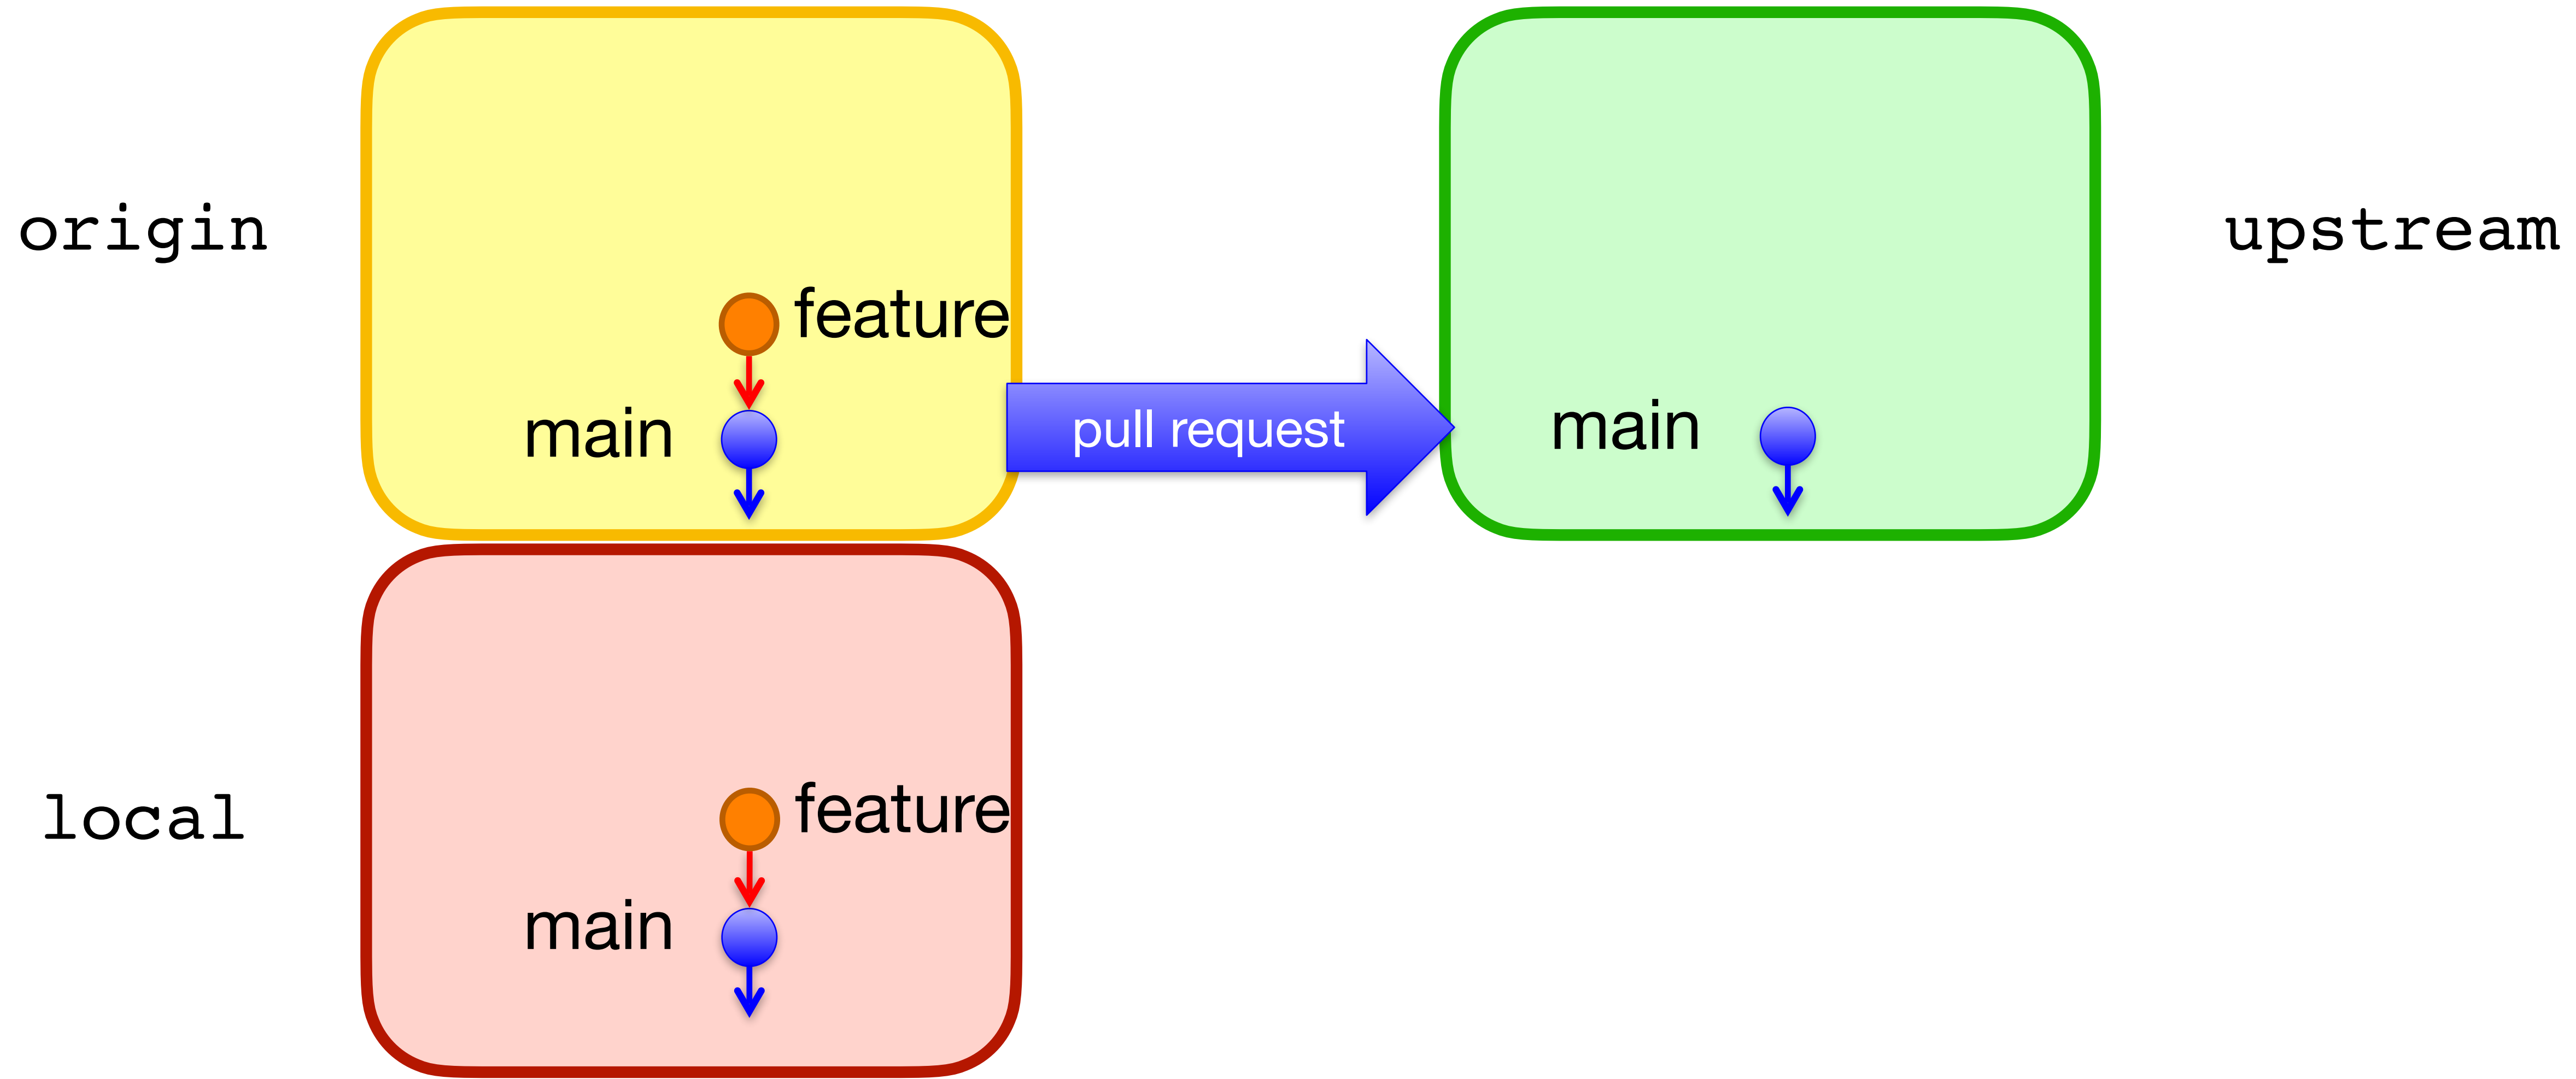 origin
feature
main
pull request
main
upstream
local
feature
main